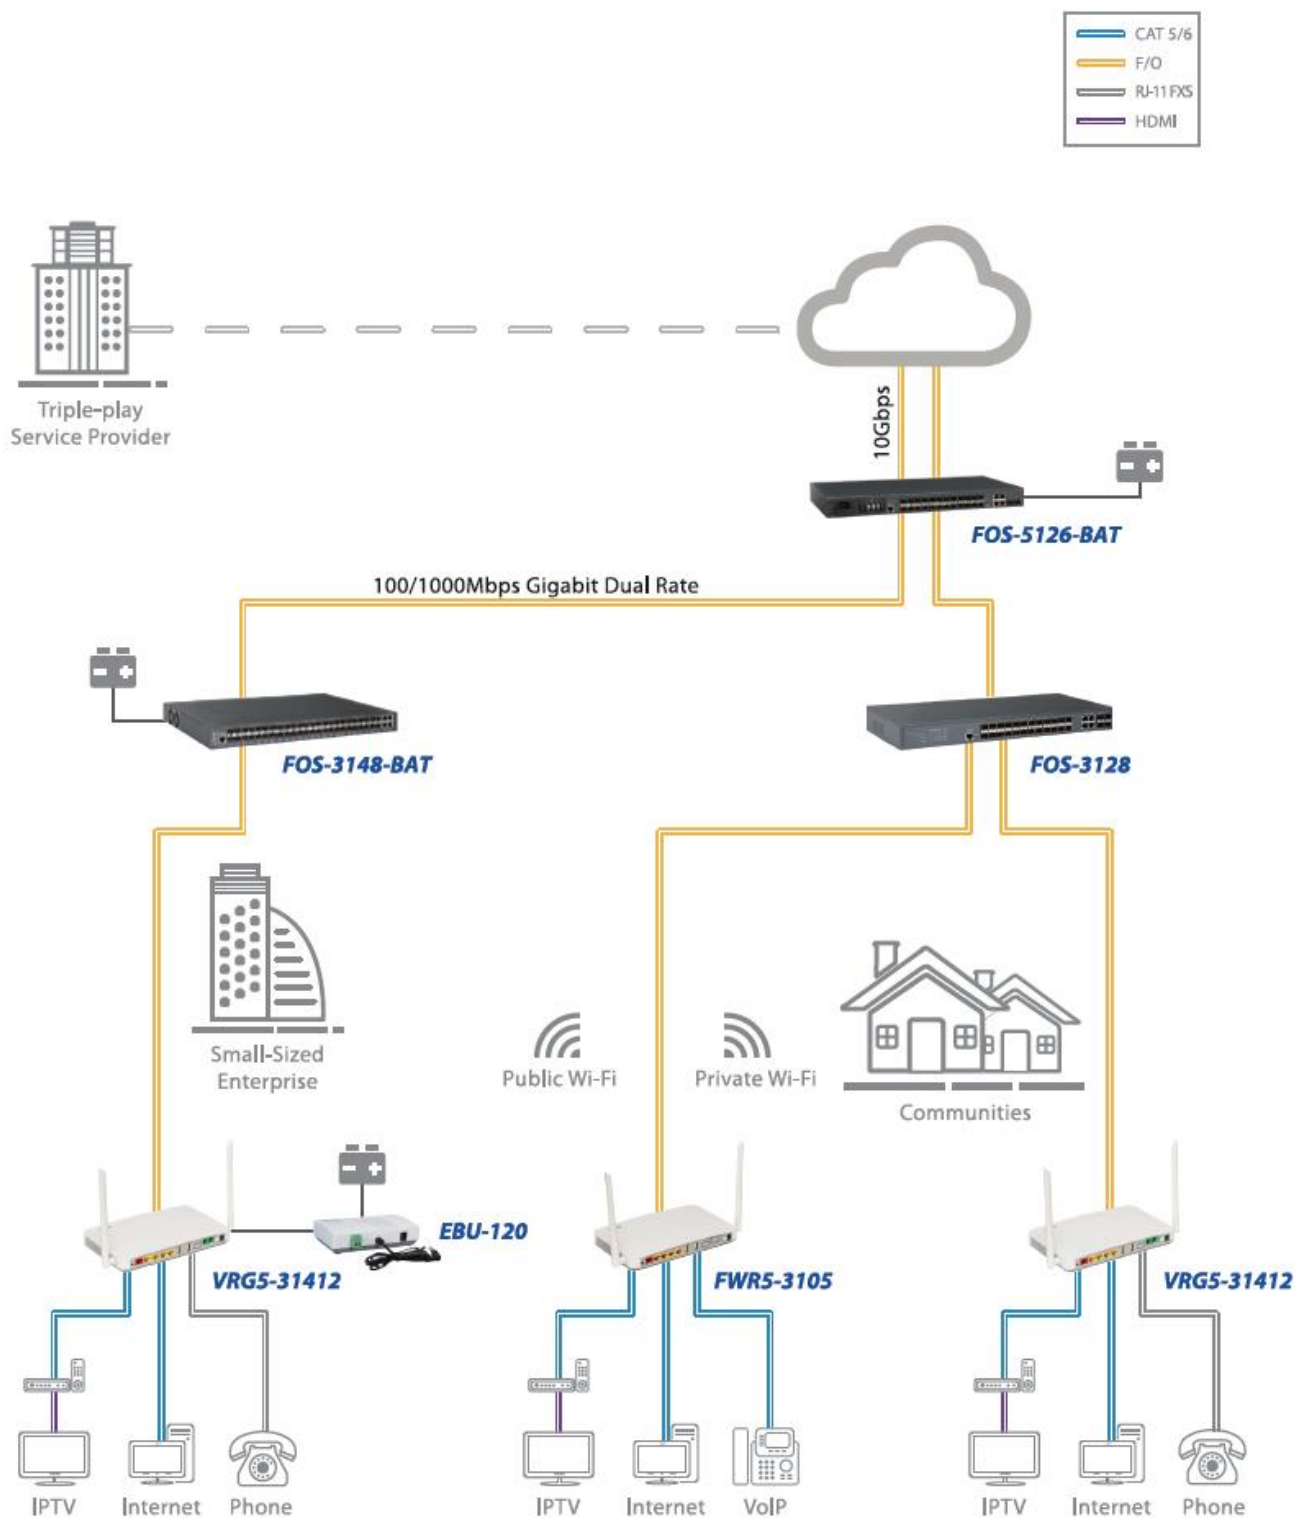 CAT 5/6
F/O
RJ-11 FXS
HDMI
Triple-play
Service Provider
10Gbps
FOS-5126-BAT
100/1000Mbps Gigabit Dual Rate
FOS-3148-BAT
FOS-3128
Small-Sized
Enterprise
Public Wi-Fi
Private Wi-Fi
Communities
EBU-120
VRG5-31412
FWR5-3105
VRG5-31412
IPTV
Internet
Phone
IPTV
Internet
VoIP
IPTV
Internet
Phone